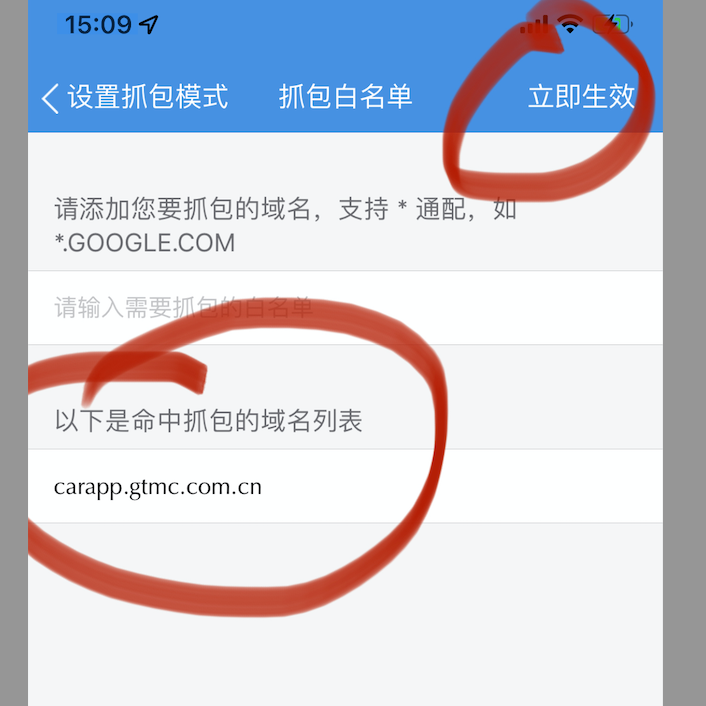 15:09
设置抓包模式 抓包白名单 立即生效
请添加您要抓包的域名，支持 * 通配，如
*.GOOGLE.COM
请输入需要抓包的白名单
以下是命中抓包的域名列表
carapp.gtmc.com.cn